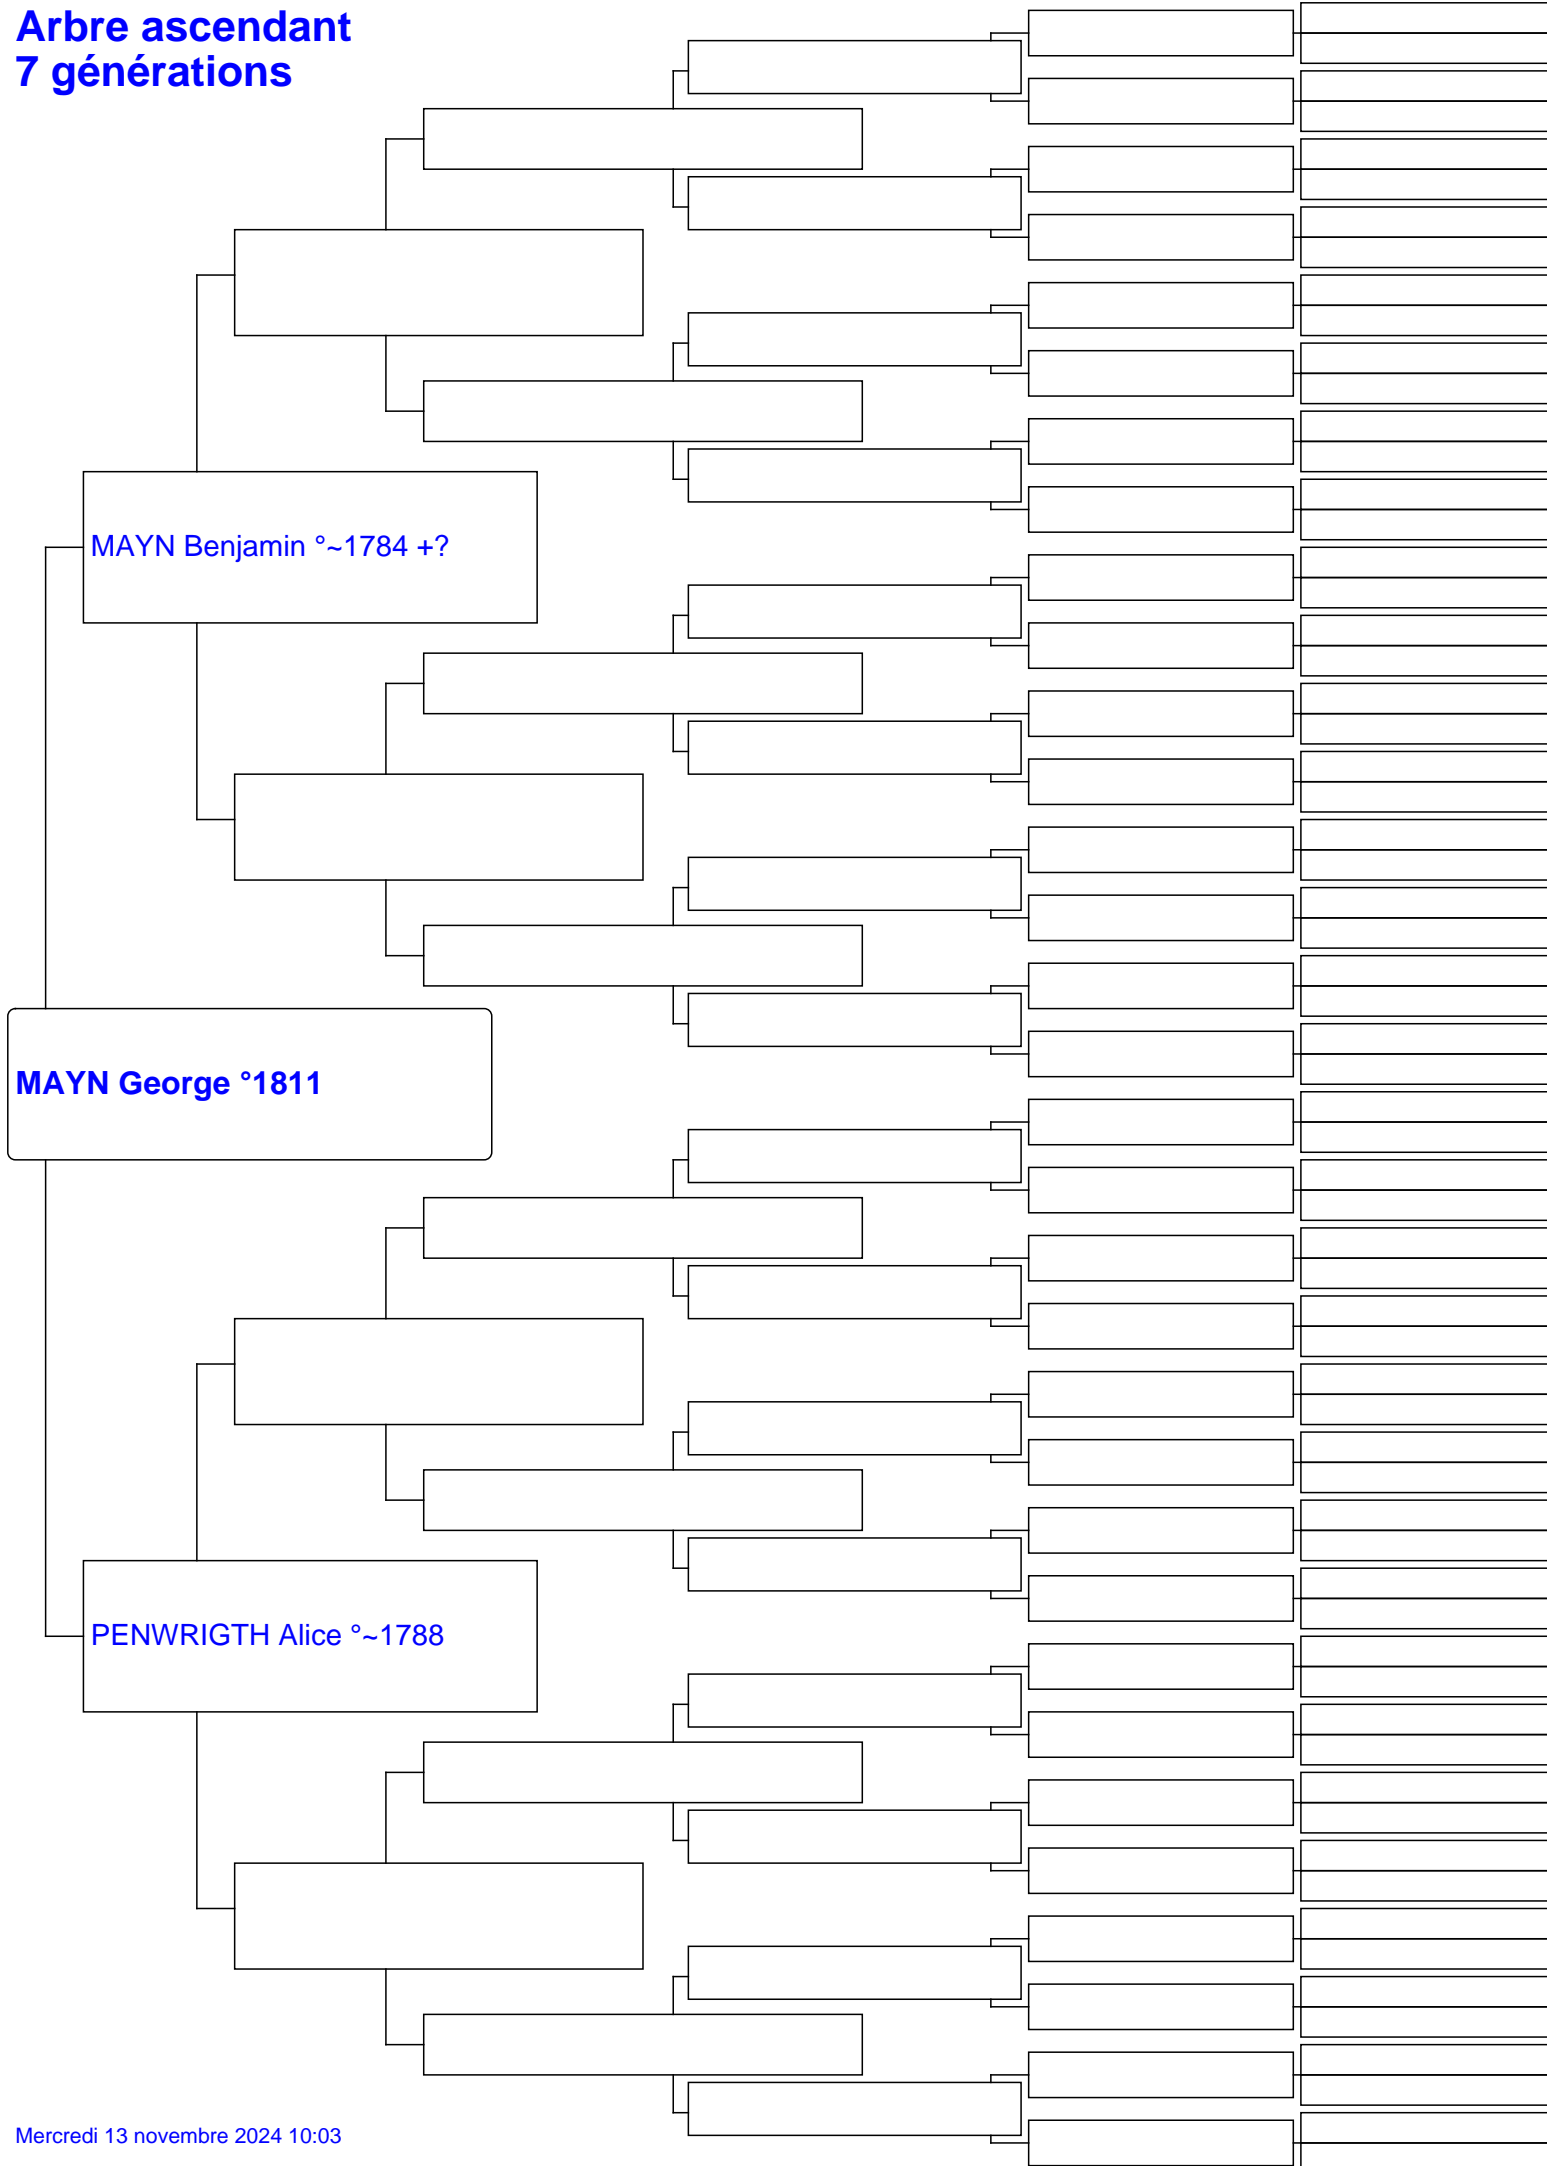 Arbre ascendant
7 générations
MAYN Benjamin °~1784 +?
MAYN George °1811
PENWRIGTH Alice °~1788
Mercredi 13 novembre 2024 10:03